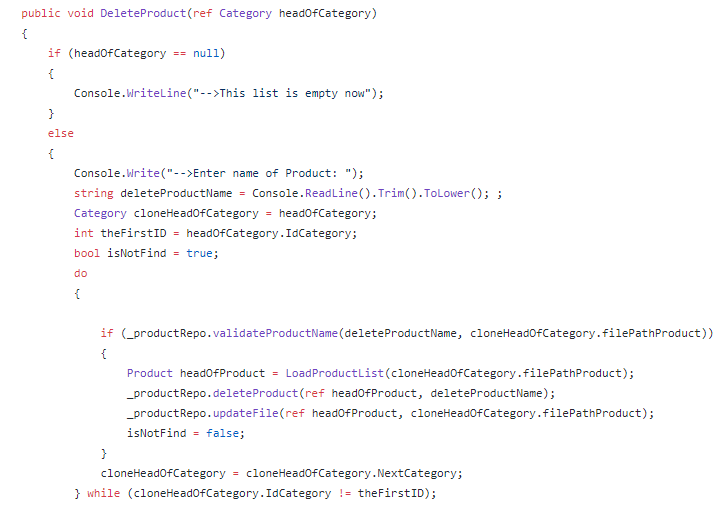 public void DeleteProduct(ref Category headOfCategory)
{
if (headOfCategory == null)
{
Console.WriteLine("-->This list is empty now");
}
else
{
Console.Write("-->Enter name of Product: ");
string deleteProductName = Console.ReadLine().Trim().ToLower(); ;
Category cloneHeadOfCategory = headOfCategory;
int theFirstID = headOfCategory.IdCategory;
bool isNotFind = true;
do
{
if (_productRepo.validateProductName(deleteProductName, cloneHeadOfCategory.filePathProduct))
{
Product headOfProduct = LoadProductList(cloneHeadOfCategory.filePathProduct);
_productRepo.deleteProduct(ref headOfProduct, deleteProductName);
_productRepo.updateFile(ref headOfProduct, cloneHeadOfCategory.filePathProduct);
isNotFind = false;
}
cloneHeadOfCategory = cloneHeadOfCategory.NextCategory;
} while (cloneHeadOfCategory.IdCategory != theFirstID);